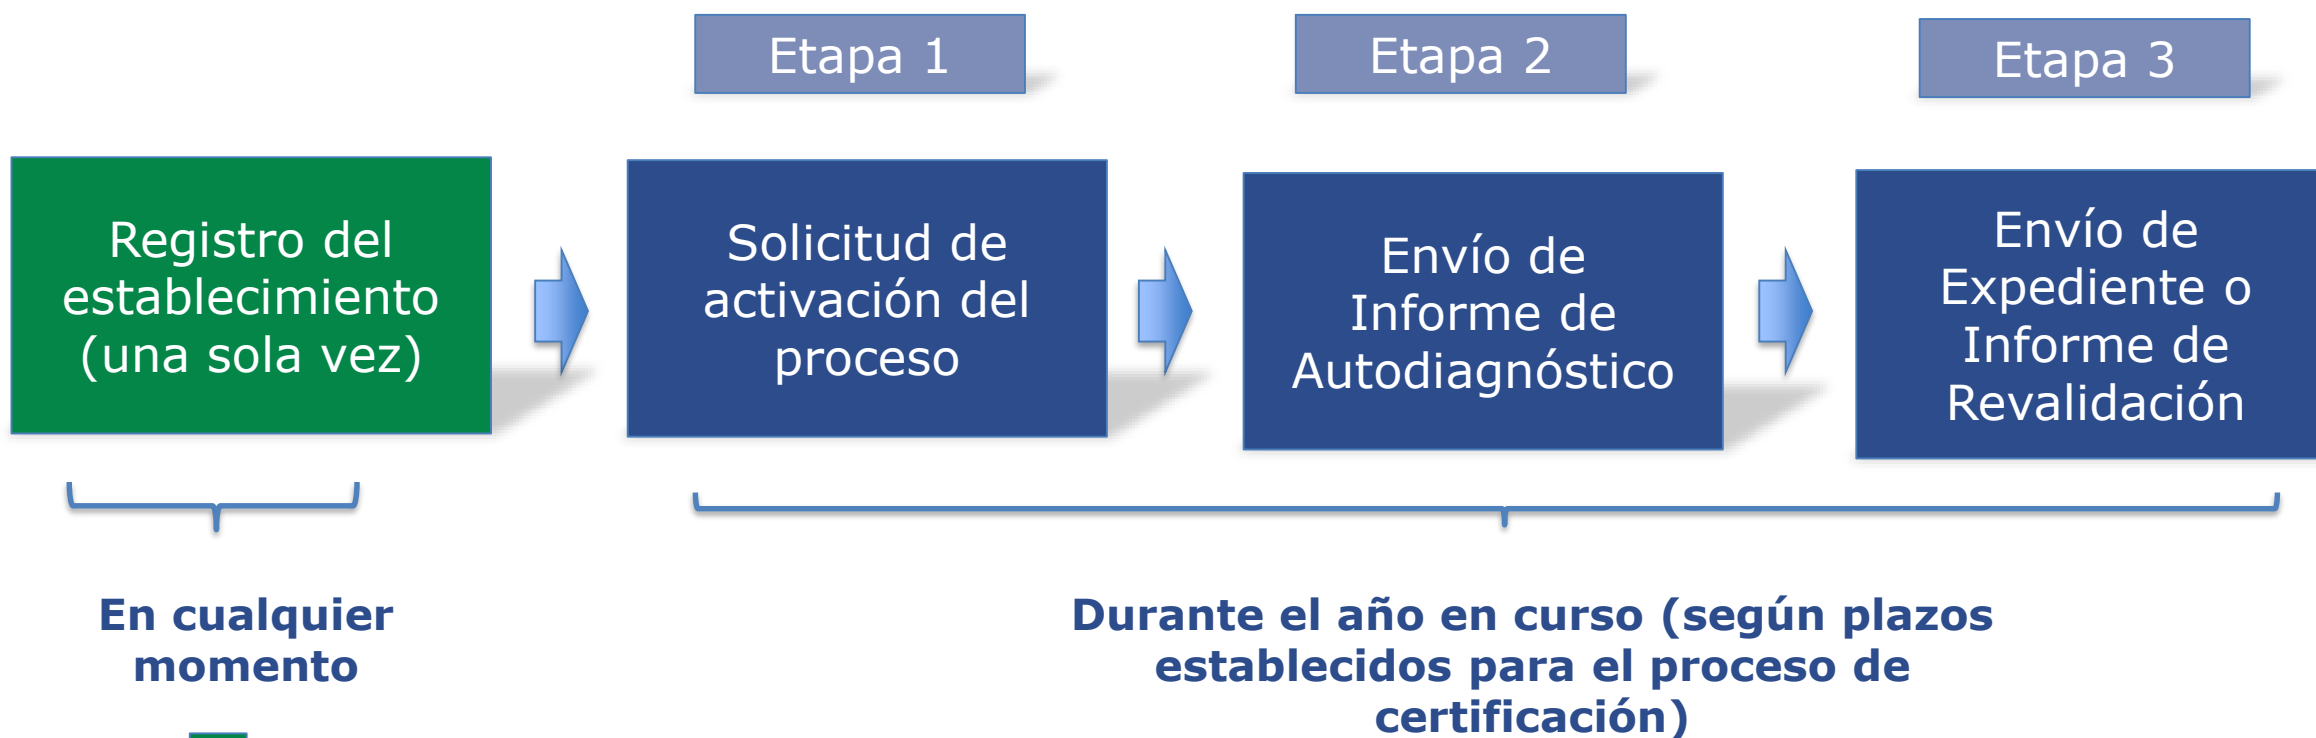 Etapa 1
Etapa 2
Etapa 3
Registro del
establecimiento
(una sola vez)
Solicitud de
activación del
proceso
Envío de
Informe de
Autodiagnóstico
Envío de
Expediente o
Informe de
Revalidación
En cualquier
momento
Durante el año en curso (según plazos
establecidos para el proceso de
certificación)